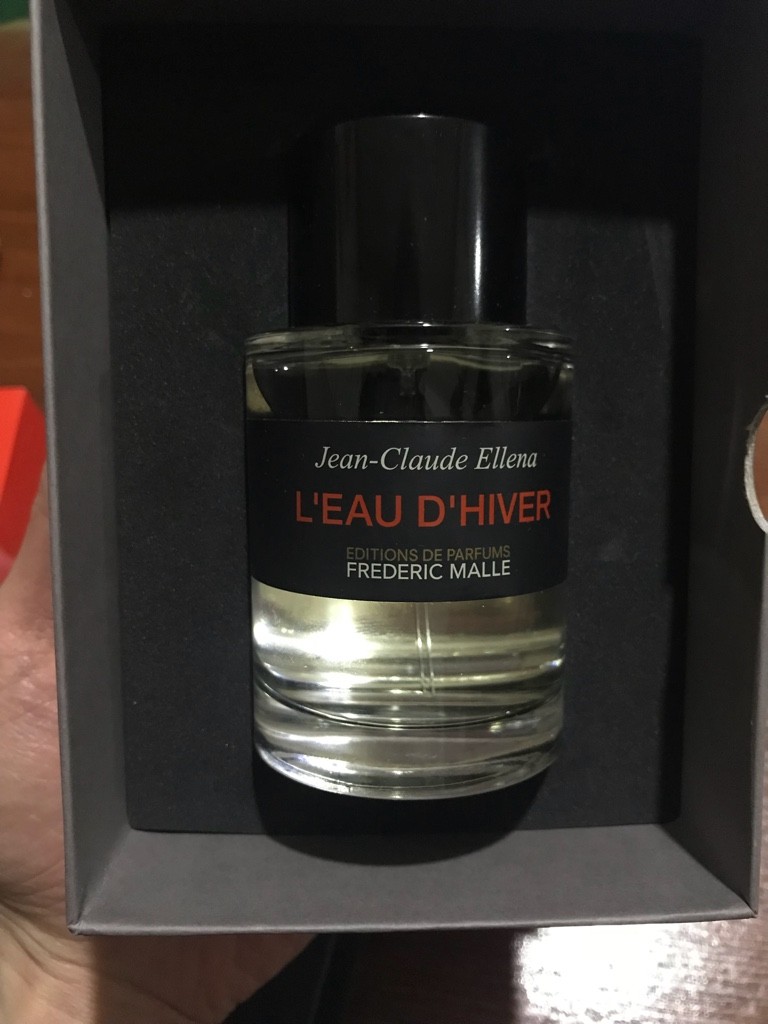 Jean-Claude Ellena
L'EAU D'HIVER
EDITIONS DE PARFUMS
FREDERIC MALLE